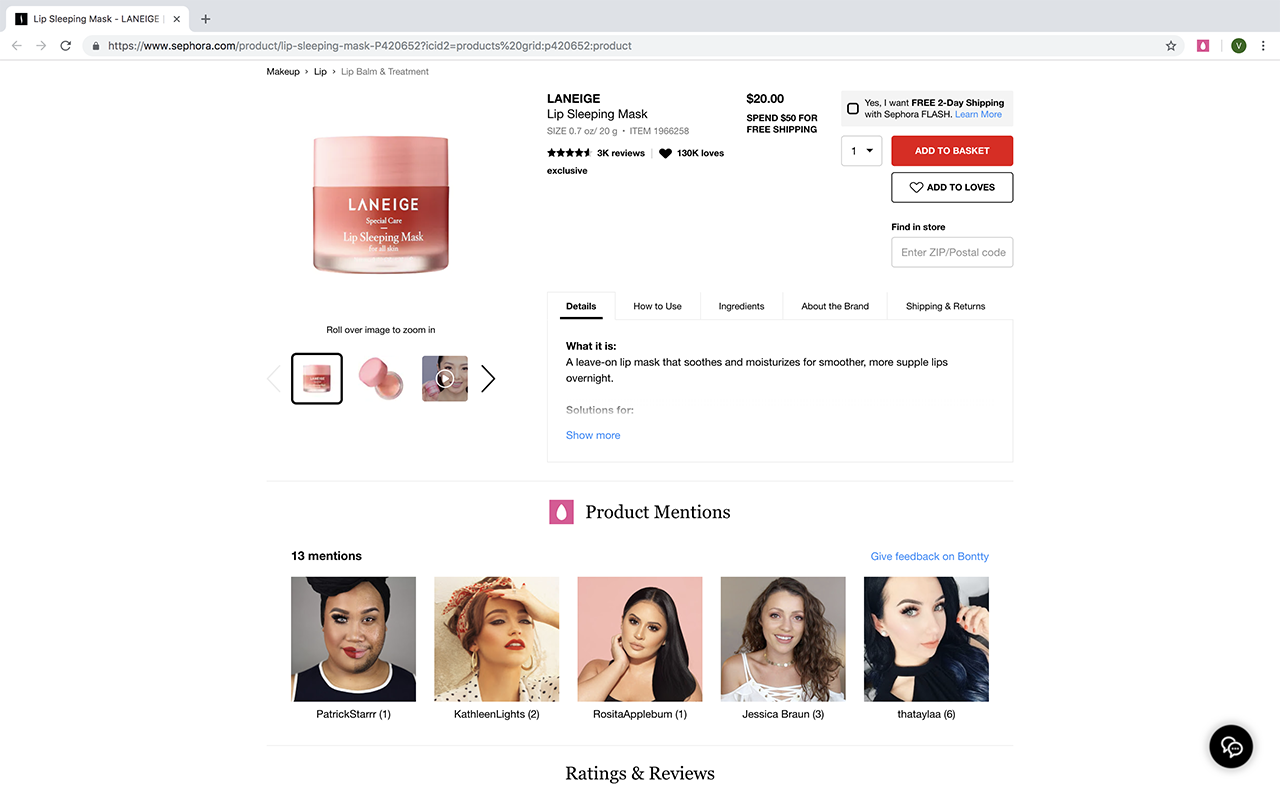 Lip Sleeping Mask - LANEIGE |
https://www.sephora.com/product/lip-sleeping-mask-P420652?icid2=products%20grid:p420652:product
V
Makeup › Lip › Lip Balm & Treatment
LANEIGE
Special Care
Lip Sleeping Mask
for all skin
Roll over image to zoom in
LANEIGE
LANEIGE
Lip Sleeping Mask
SIZE 0.7 oz/ 20 g • ITEM 1966258
3K reviews
130K loves
exclusive
$20.00
SPEND $50 FOR
FREE SHIPPING
Yes, I want FREE 2-Day Shipping
with Sephora FLASH. Learn More
1
ADD TO BASKET
ADD TO LOVES
Find in store
Enter ZIP/Postal code
Details
How to Use
Ingredients
About the Brand
Shipping & Returns
What it is:
A leave-on lip mask that soothes and moisturizes for smoother, more supple lips
overnight.
Solutions for:
Show more
Product Mentions
13 mentions
Give feedback on Bontty
PatrickStarrr (1)
KathleenLights (2)
RositaApplebum (1)
Jessica Braun (3)
thataylaa (6)
Ratings & Reviews